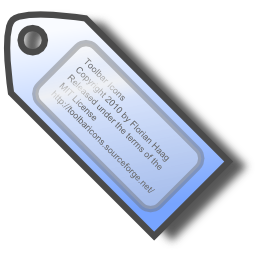 Toolbar Icons
Copyright 2010 by Florian Haag
Released under the terms of the
MIT License
http://toolbaricons.sourceforge.net/